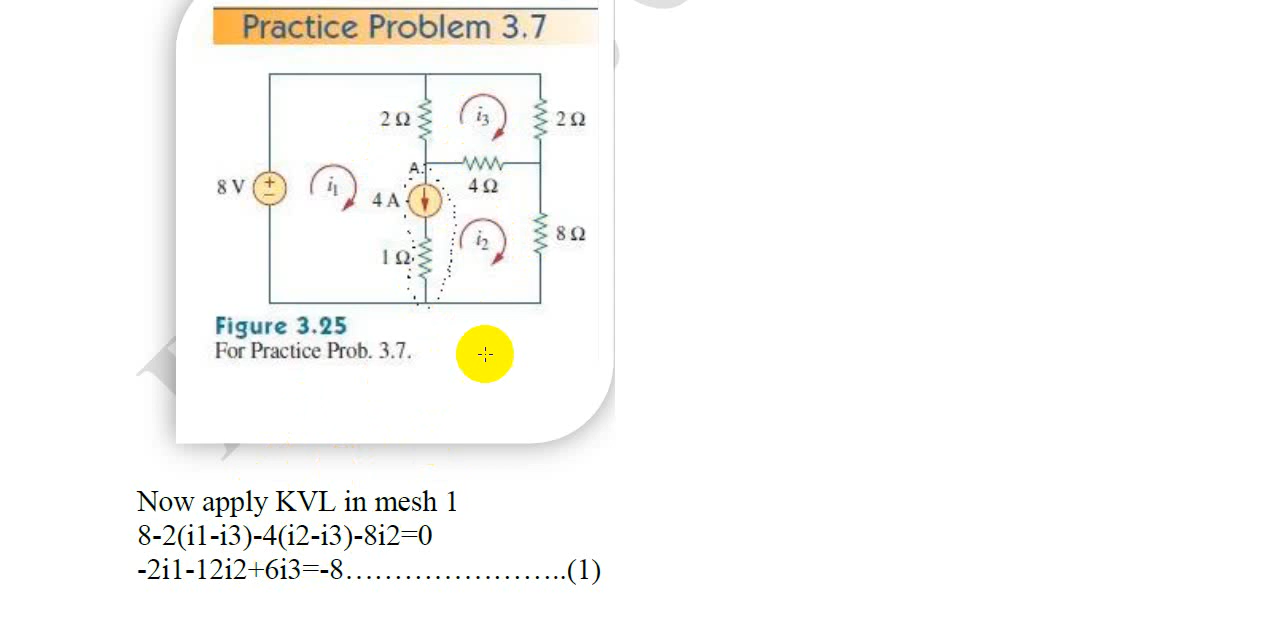 Practice Problem 3.7
2 Ω
i3
2 Ω
A.
8 V
+
−
i1
4 A
4 Ω
i2
8 Ω
1 Ω
Figure 3.25
For Practice Prob. 3.7.
Now apply KVL in mesh 1
8-2(i1-i3)-4(i2-i3)-8i2=0
-2i1-12i2+6i3=-8……………………..(1)